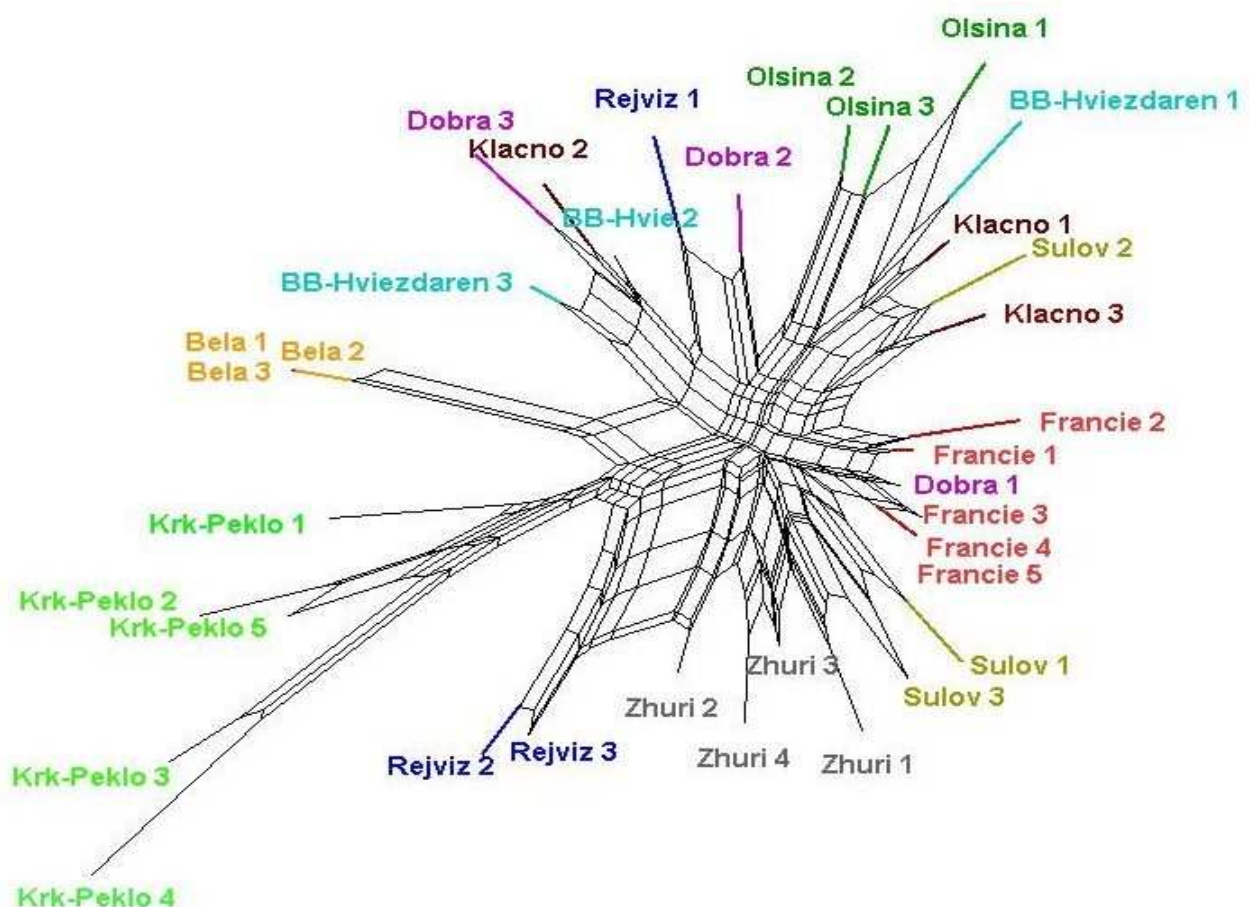 Olsina 1
Olsina 2
Rejviz 1
Olsina 3
BB-Hviezdaren 1
Dobra 3
Klacno 2
Dobra 2
BB-Hvie 2
Klacno 1
Sulov 2
BB-Hviezdaren 3
Klacno 3
Bela 1
Bela 2
Bela 3
Francie 2
Francie 1
Dobra 1
Francie 3
Francie 4
Francie 5
Krk-Peklo 1
Krk-Peklo 2
Krk-Peklo 5
Sulov 1
Sulov 3
Zhuri 3
Zhuri 2
Zhuri 4
Zhuri 1
Rejviz 2
Rejviz 3
Krk-Peklo 3
Krk-Peklo 4